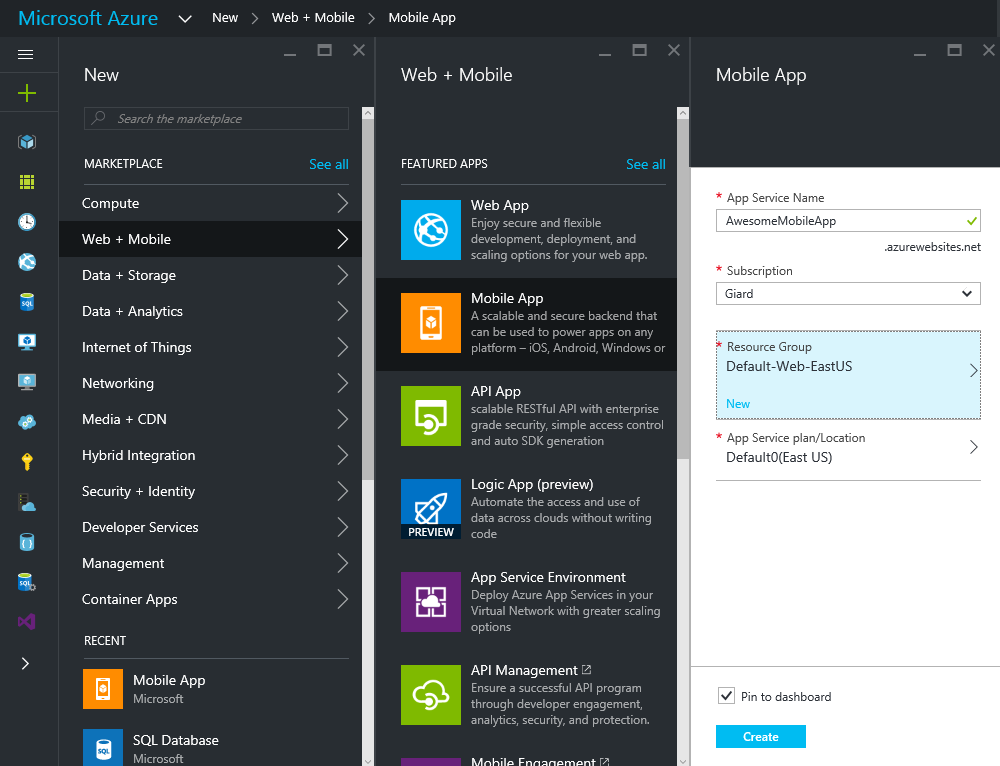 Microsoft Azure New Web + Mobile Mobile App
New
Search the marketplace
MARKETPLACE See all
Compute
Web + Mobile
Data + Storage
Data + Analytics
Internet of Things
Networking
Media + CDN
Hybrid Integration
Security + Identity
Developer Services
Management
Container Apps
RECENT
Mobile App
Microsoft
SQL
SQL Database
Microsoft
SQL
SQL
Web + Mobile
FEATURED APPS See all
Web App
Enjoy secure and flexible
development, deployment, and
scaling options for your web app.
Mobile App
A scalable and secure backend that
can be used to power apps on any
platform – iOS, Android, Windows or
API App
scalable RESTful API with enterprise
grade security, simple access control
and auto SDK generation
Logic App (preview)
Automate the access and use of
data across clouds without writing
code
PREVIEW
App Service Environment
Deploy Azure App Services in your
Virtual Network with greater scaling
options
API Management
Ensure a successful API program
through developer engagement,
analytics, security, and protection.
Mobile Engagement
Mobile App
* App Service Name
AwesomeMobileApp
.azurewebsites.net
* Subscription
Giard
* Resource Group
Default-Web-EastUS
New
* App Service plan/Location
Default0(East US)
Pin to dashboard
Create